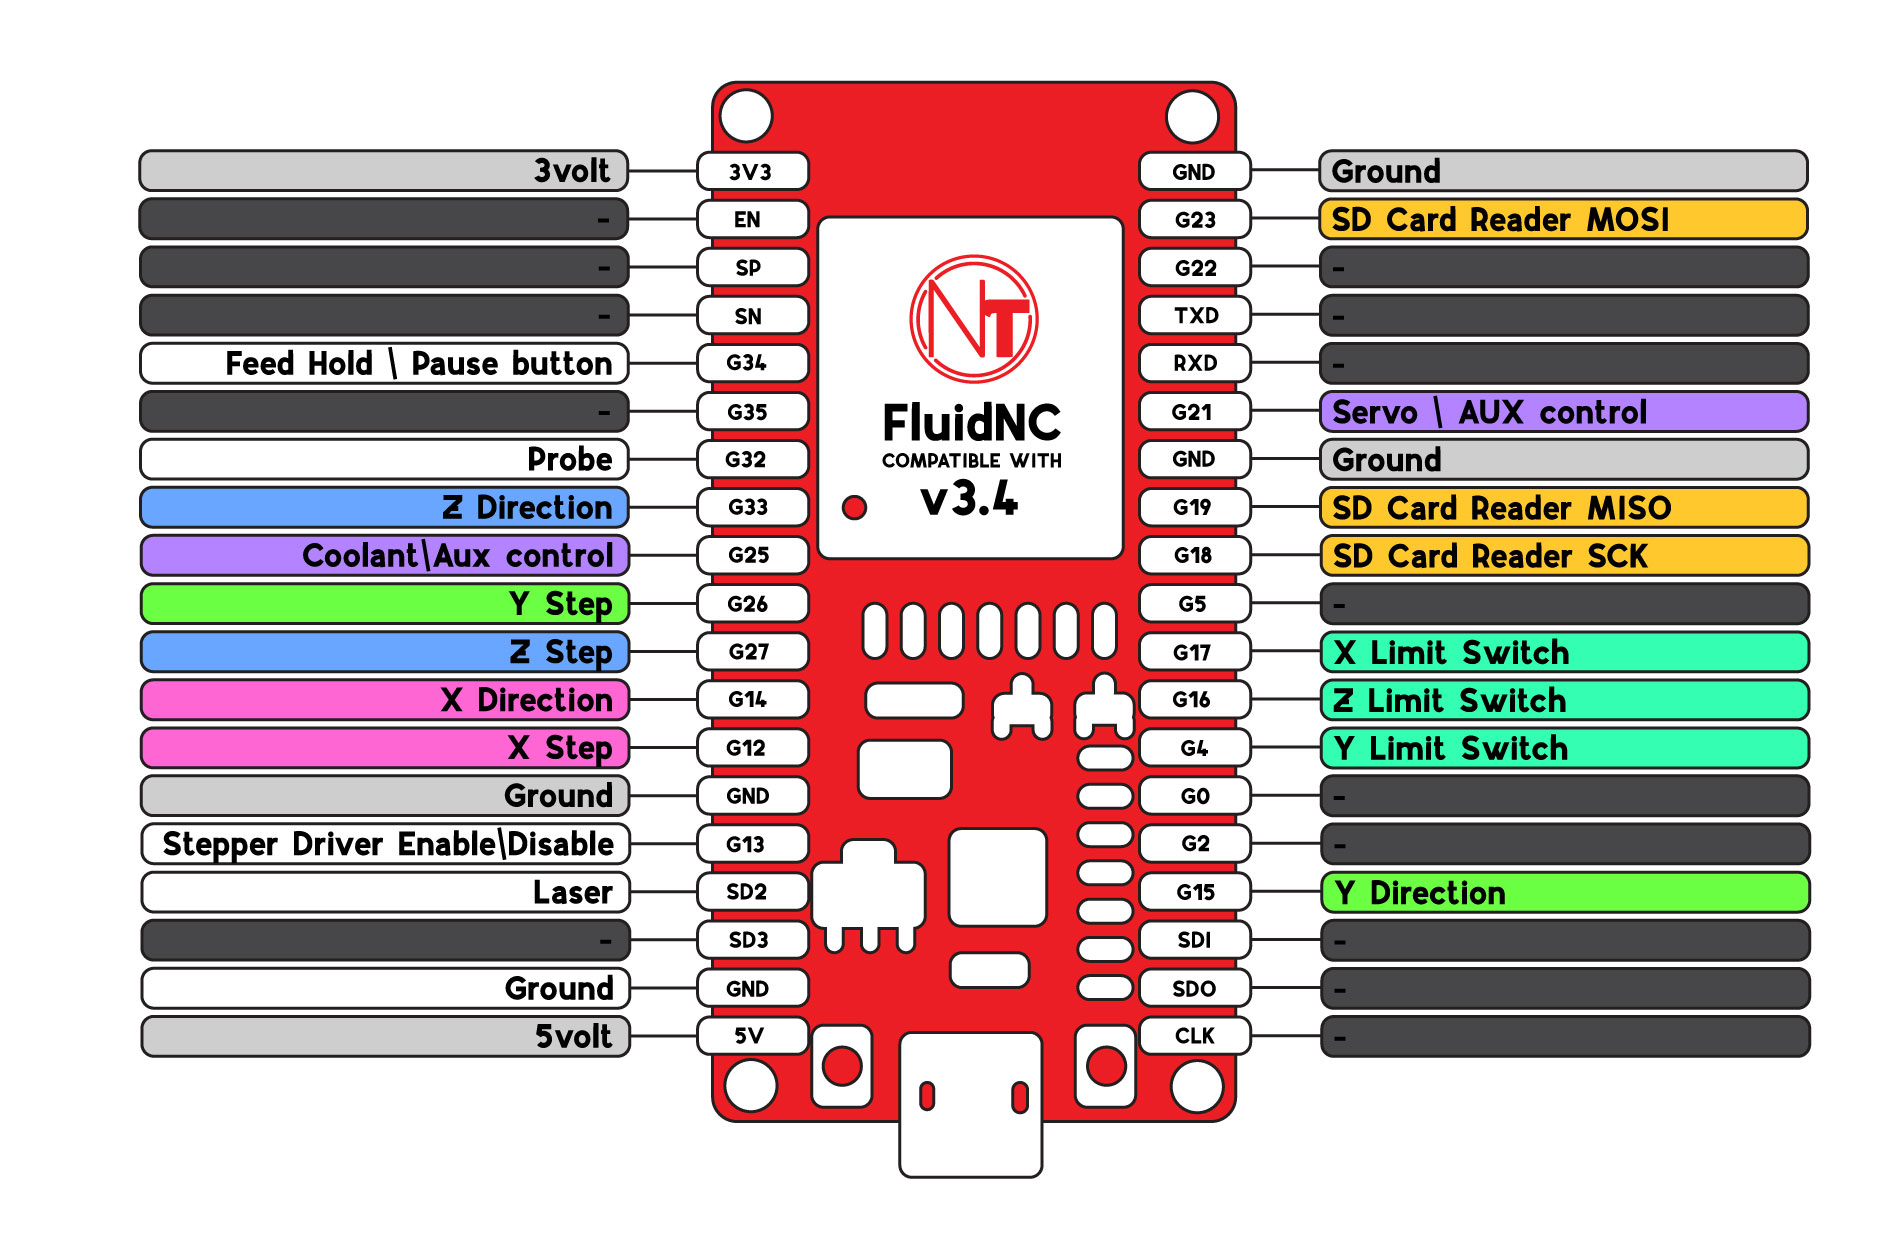 3volt 3V3 GND Ground
- EN G23 SD Card Reader MOSI
- SP G22 -
- SN TXD -
Feed Hold \ Pause button G34 RXD -
- G35 G21 Servo \ AUX control
Probe G32 GND Ground
Z Direction G33 G19 SD Card Reader MISO
Coolant\Aux control G25 G18 SD Card Reader SCK
Y Step G26 G5 -
Z Step G27 G17 X Limit Switch
X Direction G14 G16 Z Limit Switch
X Step G12 G4 Y Limit Switch
Ground GND G0 -
Stepper Driver Enable\Disable G13 G2 -
Laser SD2 G15 Y Direction
- SD3 SDI -
Ground GND SDO -
5volt 5V CLK -
NT
FluidNC
COMPATIBLE WITH
v3.4